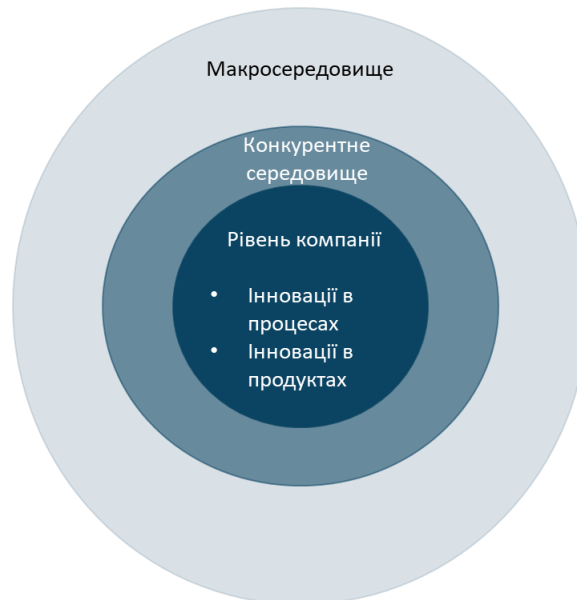 Макросередовище
Конкурентне
середовище
Рівень компанії
• Інновації в
процесах
• Інновації в
продуктах